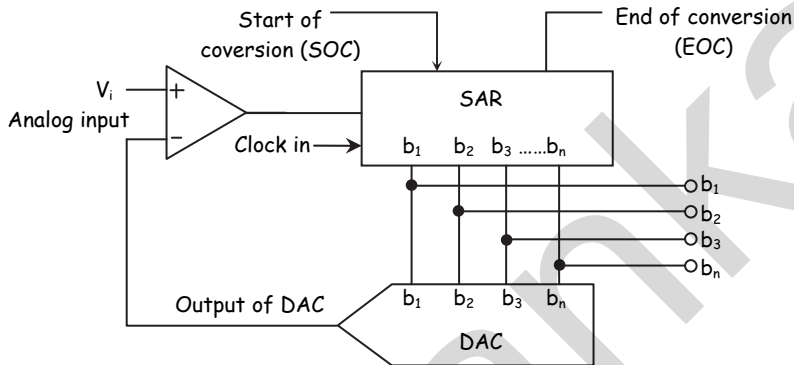 Start of
coversion (SOC)
End of conversion
(EOC)
Vᵢ
Analog input
+
−
SAR
Clock in
b₁ b₂ b₃ ......bₙ
b₁
b₂
b₃
bₙ
Output of DAC
b₁ b₂ b₃ bₙ
DAC